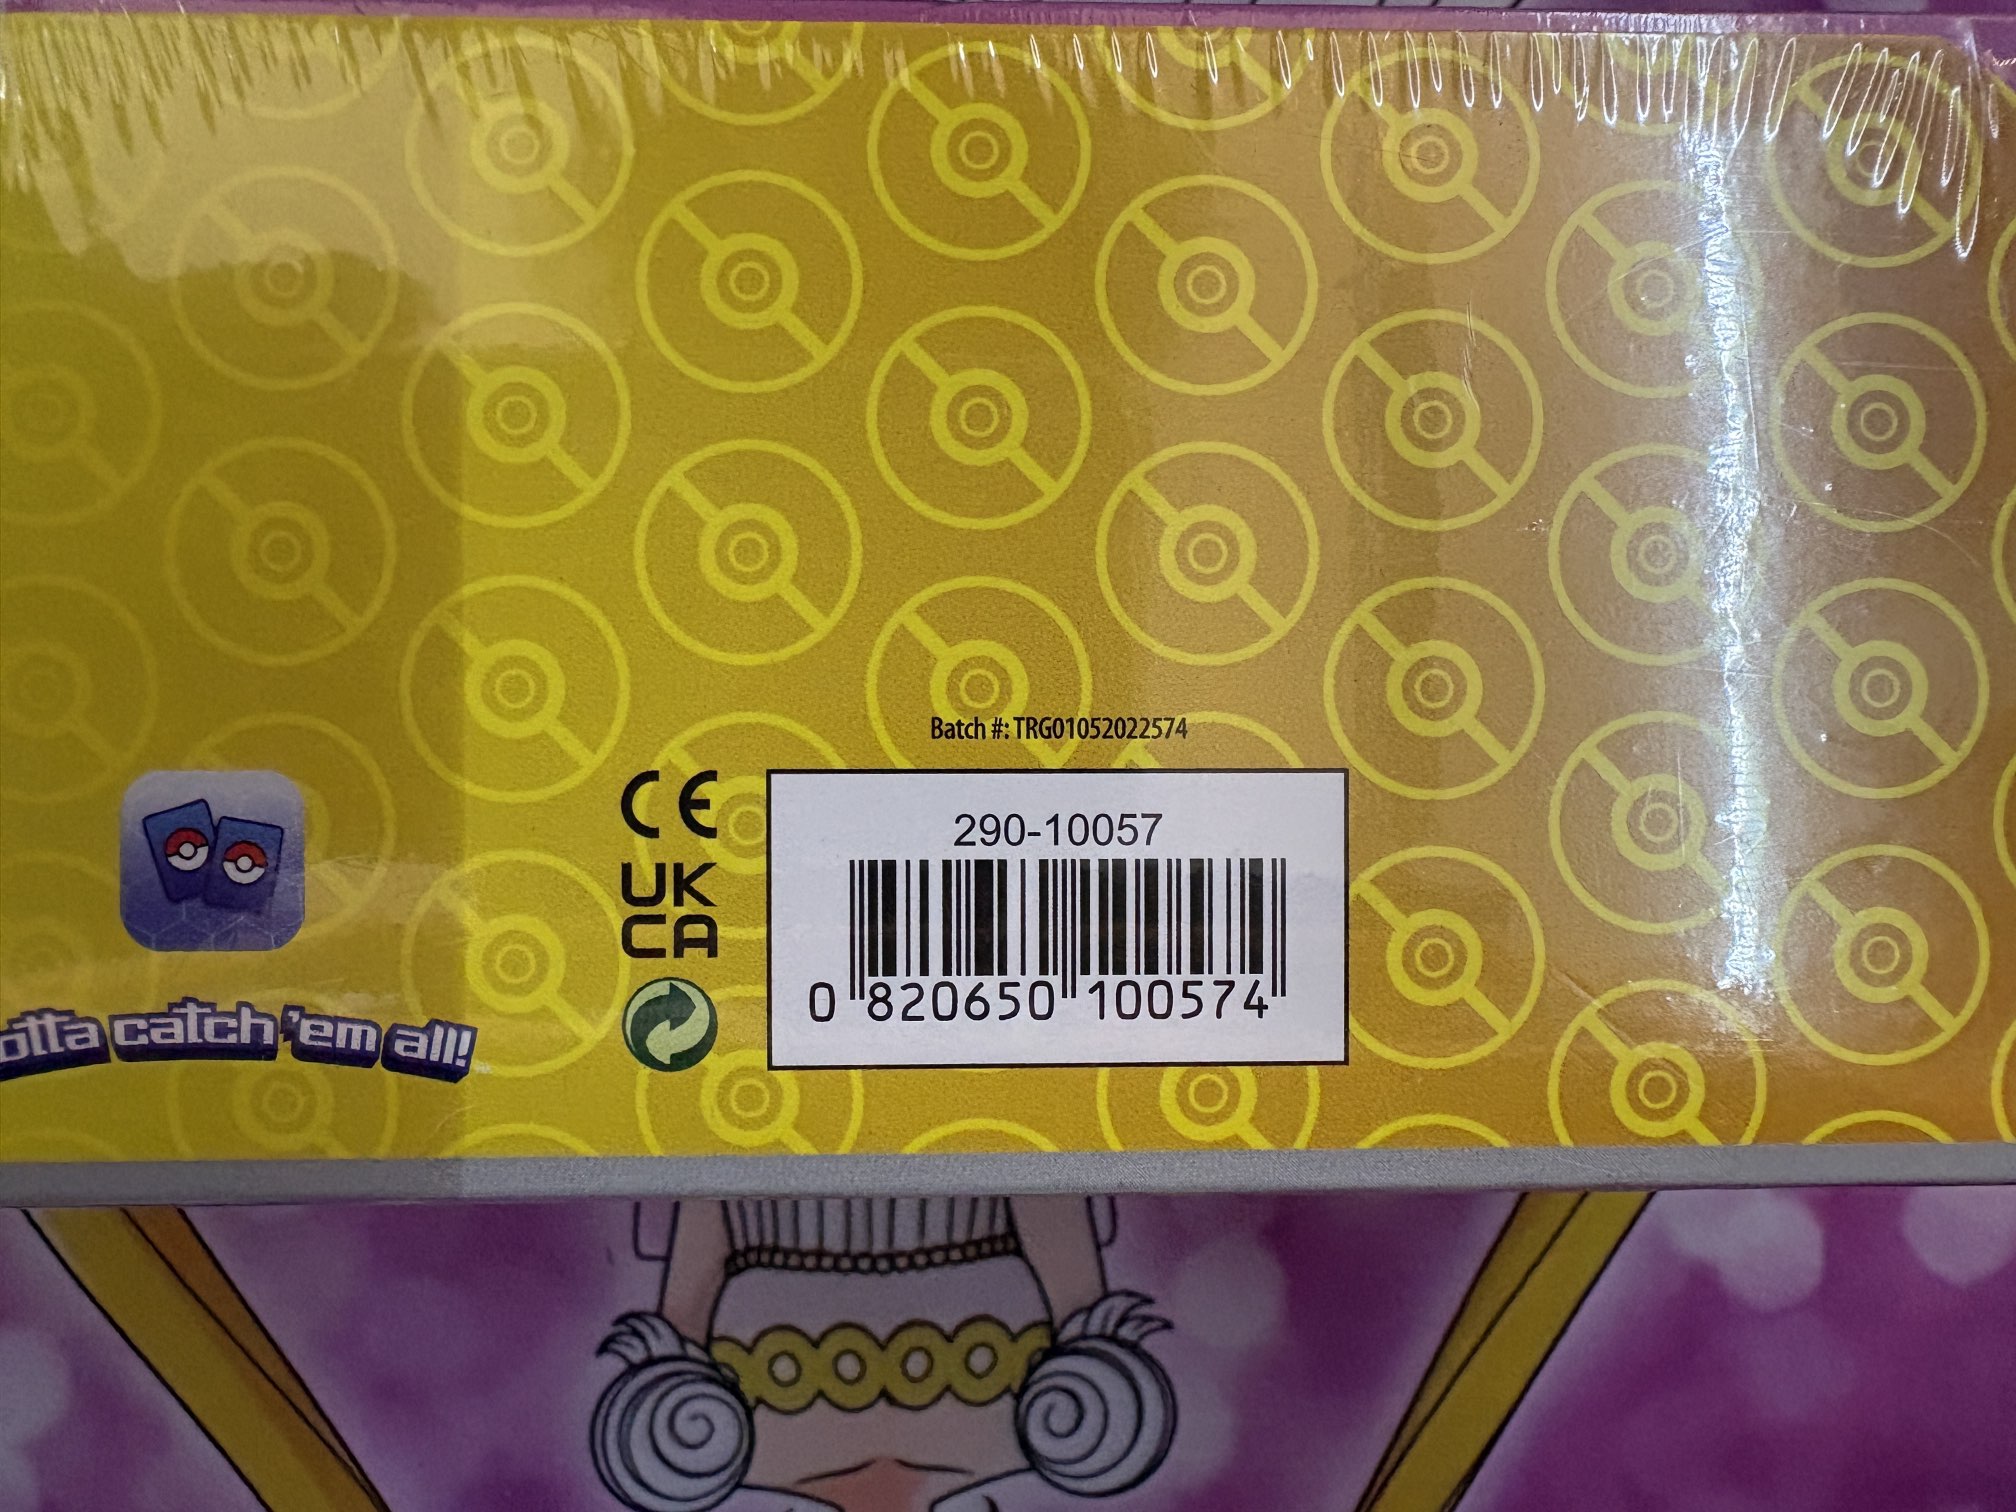 Batch #: TRG01052022574
CE
UK
CA
290-10057
0 820650 100574
otta catch 'em all!